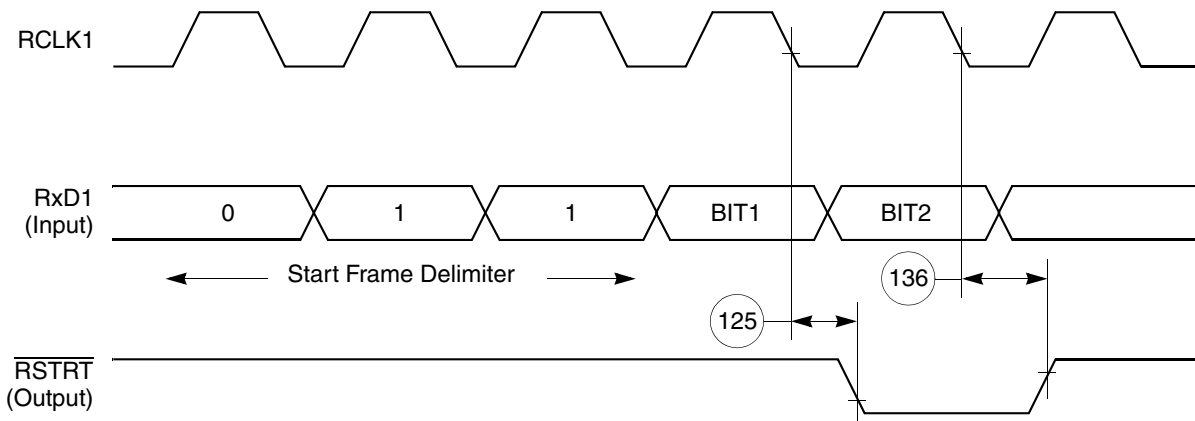 RCLK1
RxD1
(Input)
0
1
1
BIT1
BIT2
Start Frame Delimiter
136
125
RSTRT
(Output)